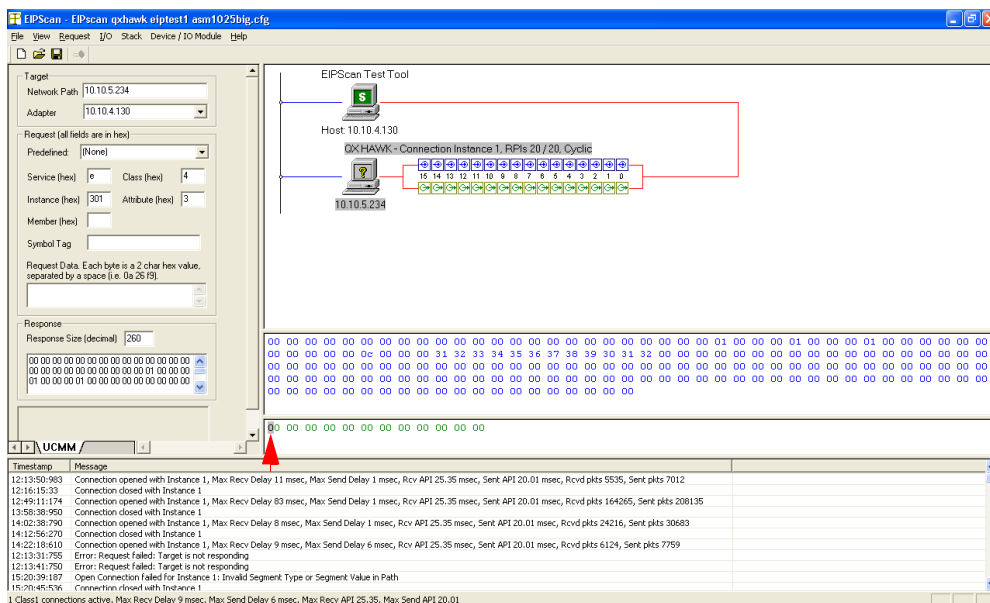 EIPScan - EIPscan qxhawk eiptest1 asm1025big.cfg
File View Request I/O Stack Device / IO Module Help
Target
Network Path 10.10.5.234
Adapter 10.10.4.130
Request (all fields are in hex)
Predefined: (None)
Service (hex) e Class (hex) 4
Instance (hex) 301 Attribute (hex) 3
Member (hex)
Symbol Tag
Request Data. Each byte is a 2 char hex value,
separated by a space (i.e. 0a 26 f9).
Response
Response Size (decimal) 260
00 00 00 00 00 00 00 00 00 00 00 00 00 00
00 00 00 00 00 00 00 00 00 00 01 00 00 00
01 00 00 00 01 00 00 00 00 00 00 00 00 00
UCMM
EIPScan Test Tool
S
Host: 10.10.4.130
QX HAWK - Connection Instance 1, RPIs 20 / 20, Cyclic
15 14 13 12 11 10 9 8 7 6 5 4 3 2 1 0
?
10.10.5.234
00 00 00 00 00 00 00 00 00 00 00 00 00 00 00 00 00 00 00 00 00 00 00 00 01 00 00 00 01 00 00 00 01 00 00 00 00 00 00
00 00 00 00 00 0c 00 00 00 31 32 33 34 35 36 37 38 39 30 31 32 00 00 00 00 00 00 00 00 00 00 00 00 00 00 00 00 00 00
00 00 00 00 00 00 00 00 00 00 00 00 00 00 00 00 00 00 00 00 00 00 00 00 00 00 00 00 00 00 00 00 00 00 00 00 00 00 00
00 00 00 00 00 00 00 00 00 00 00 00 00 00 00 00 00 00 00 00 00 00 00 00 00 00 00 00 00 00 00 00 00 00 00 00 00 00 00
00 00 00 00 00 00 00 00 00 00 00 00 00 00 00 00 00 00 00 00
00 00 00 00 00 00 00 00 00 00 00 00
Timestamp Message
12:13:50:983 Connection opened with Instance 1, Max Recv Delay 11 msec, Max Send Delay 1 msec, Rcv API 25.35 msec, Sent API 20.01 msec, Rcvd pkts 5535, Sent pkts 7012
12:16:15:33 Connection closed with Instance 1
12:49:11:174 Connection opened with Instance 1, Max Recv Delay 83 msec, Max Send Delay 1 msec, Rcv API 25.35 msec, Sent API 20.01 msec, Rcvd pkts 164265, Sent pkts 208135
13:58:38:950 Connection closed with Instance 1
14:02:38:790 Connection opened with Instance 1, Max Recv Delay 8 msec, Max Send Delay 1 msec, Rcv API 25.35 msec, Sent API 20.01 msec, Rcvd pkts 24216, Sent pkts 30683
14:12:56:270 Connection closed with Instance 1
14:22:18:610 Connection opened with Instance 1, Max Recv Delay 9 msec, Max Send Delay 6 msec, Rcv API 25.35 msec, Sent API 20.01 msec, Rcvd pkts 6124, Sent pkts 7759
12:13:31:755 Error: Request failed: Target is not responding
12:13:41:750 Error: Request failed: Target is not responding
15:20:39:187 Open Connection failed for Instance 1: Invalid Segment Type or Segment Value in Path
15:20:45:536 Connection closed with Instance 1
1 Class1 connections active. Max Recv Delay 9 msec. Max Send Delay 6 msec. Max Recv API 25.35. Max Send API 20.01